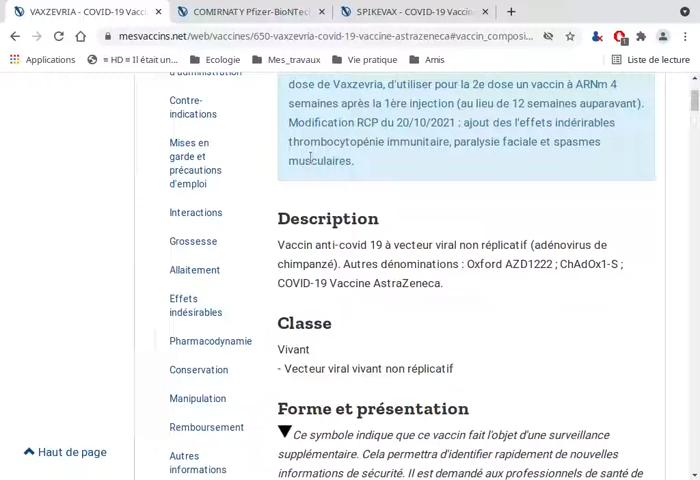 VAXZEVRIA - COVID-19 Vaccin
COMIRNATY Pfizer-BioNTec
SPIKEVAX - COVID-19 Vaccin
mesvaccins.net/web/vaccines/650-vaxzevria-covid-19-vaccine-astrazeneca#vaccin_composi...
Applications
= HD = Il était un...
Ecologie
Mes_travaux
Vie pratique
Amis
Liste de lecture
d'administration
Contre-
indications
Mises en
garde et
précautions
d'emploi
Interactions
Grossesse
Allaitement
Effets
indésirables
Pharmacodynamie
Conservation
Manipulation
Remboursement
Autres
informations
Haut de page
dose de Vaxzevria, d'utiliser pour la 2e dose un vaccin à ARNm 4
semaines après la 1ère injection (au lieu de 12 semaines auparavant).
Modification RCP du 20/10/2021 : ajout des l'effets indérirables
thrombocytopénie immunitaire, paralysie faciale et spasmes
musculaires.
Description
Vaccin anti-covid 19 à vecteur viral non réplicatif (adénovirus de
chimpanzé). Autres dénominations : Oxford AZD1222 ; ChAdOx1-S ;
COVID-19 Vaccine AstraZeneca.
Classe
Vivant
- Vecteur viral vivant non réplicatif
Forme et présentation
Ce symbole indique que ce vaccin fait l'objet d'une surveillance
supplémentaire. Cela permettra d'identifier rapidement de nouvelles
informations de sécurité. Il est demandé aux professionnels de santé de